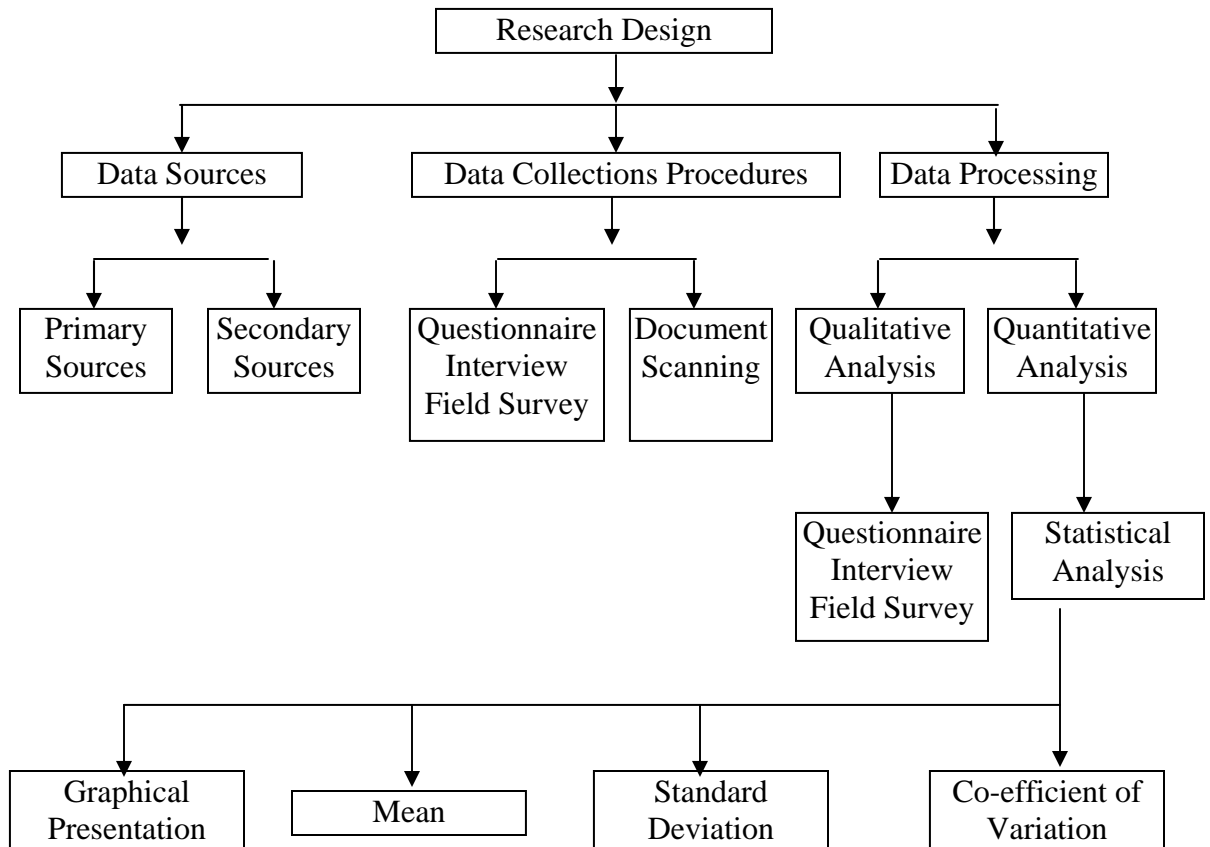 Research Design
Data Sources
Data Collections Procedures
Data Processing
Primary
Sources
Secondary
Sources
Questionnaire
Interview
Field Survey
Document
Scanning
Qualitative
Analysis
Quantitative
Analysis
Questionnaire
Interview
Field Survey
Statistical
Analysis
Graphical
Presentation
Mean
Standard
Deviation
Co-efficient of
Variation